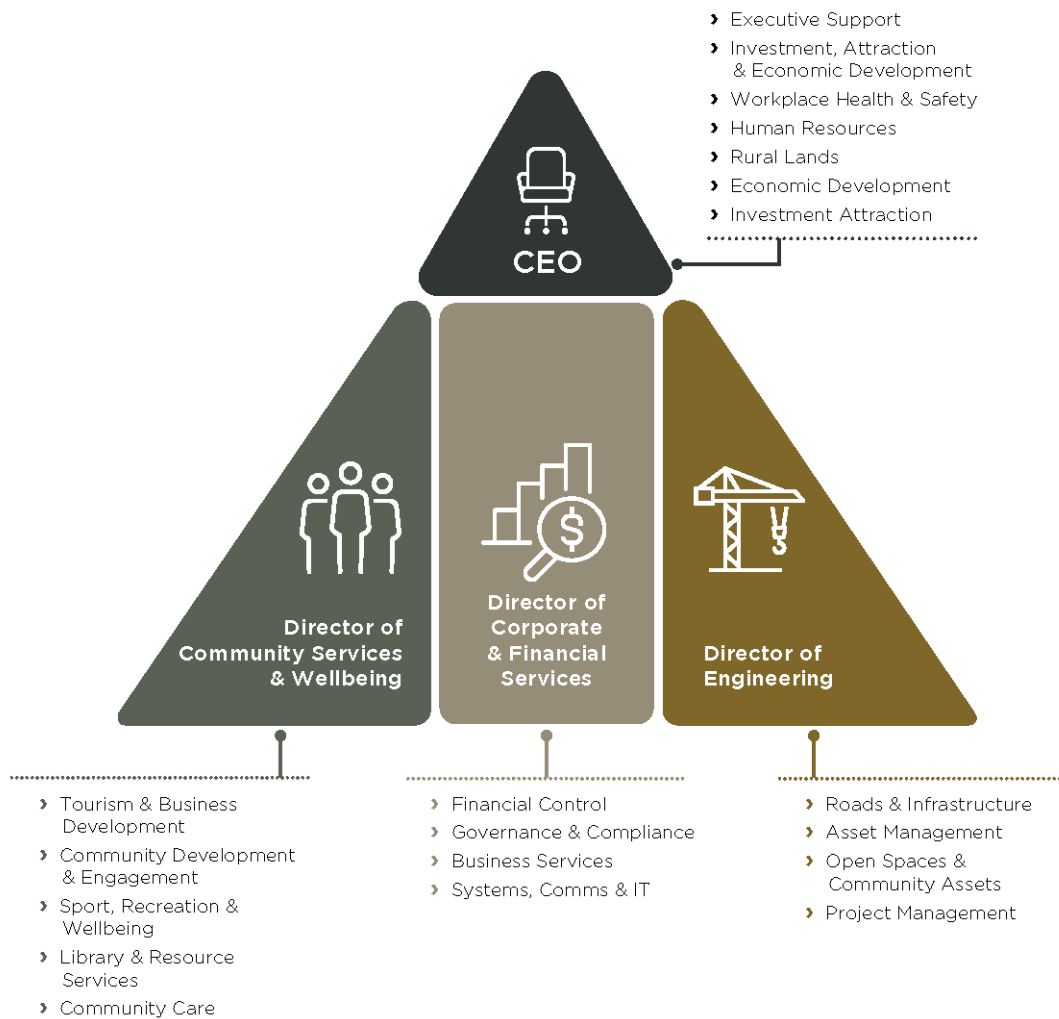 › Executive Support
› Investment, Attraction
& Economic Development
› Workplace Health & Safety
› Human Resources
› Rural Lands
› Economic Development
› Investment Attraction
CEO
Director of
Community Services
& Wellbeing
$
Director of
Corporate
& Financial
Services
Director of
Engineering
› Tourism & Business
Development
› Community Development
& Engagement
› Sport, Recreation &
Wellbeing
› Library & Resource
Services
› Community Care
› Financial Control
› Governance & Compliance
› Business Services
› Systems, Comms & IT
› Roads & Infrastructure
› Asset Management
› Open Spaces &
Community Assets
› Project Management